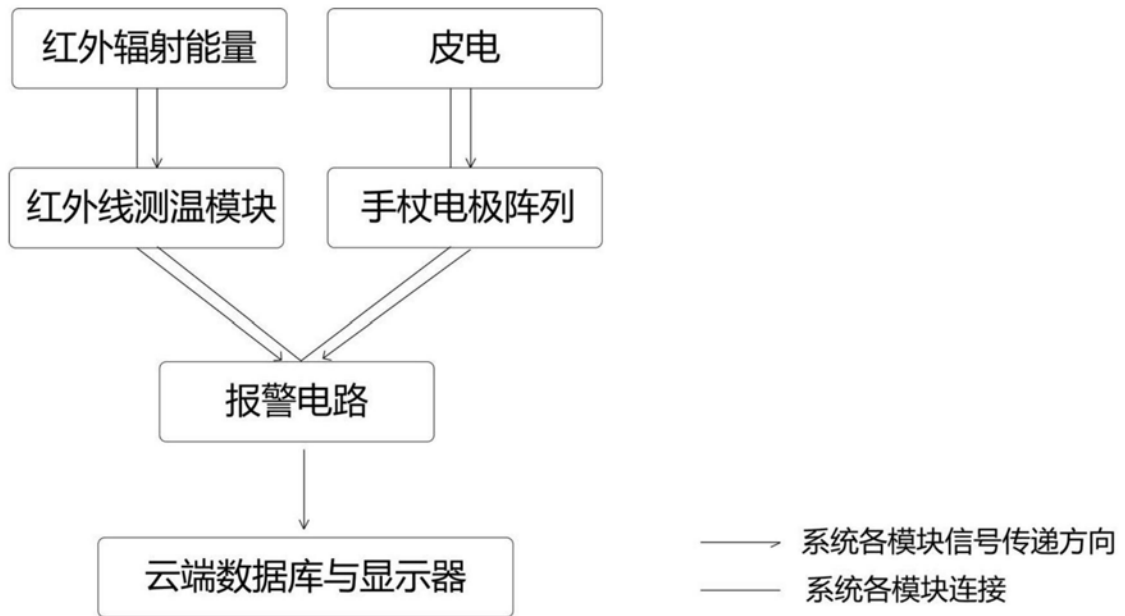 红外辐射能量
皮电
红外线测温模块
手杖电极阵列
报警电路
云端数据库与显示器
系统各模块信号传递方向
系统各模块连接